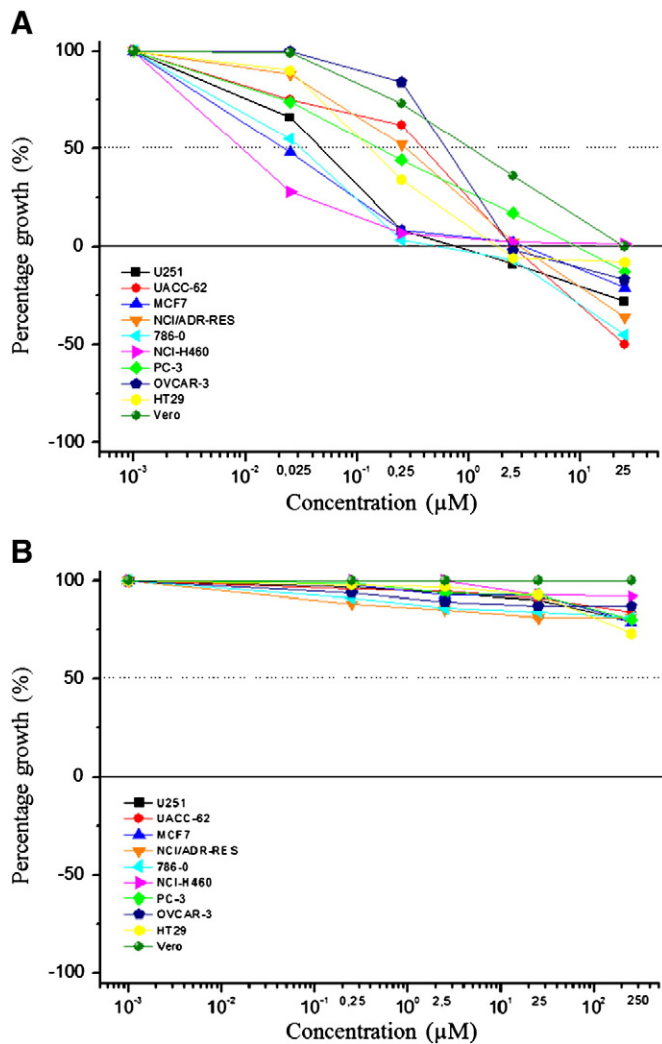 A
100
50
0
-50
-100
Percentage growth (%)
U251
UACC-62
MCF7
NCI/ADR-RES
786-0
NCI-H460
PC-3
OVCAR-3
HT29
Vero
10⁻³ 10⁻² 0,025 10⁻¹ 0,25 10⁰ 2,5 10¹ 25
Concentration (µM)
B
100
50
0
-50
-100
Percentage growth (%)
U251
UACC-62
MCF7
NCI/ADR-RES
786-0
NCI-H460
PC-3
OVCAR-3
HT29
Vero
10⁻³ 10⁻² 10⁻¹ 0,25 10⁰ 2,5 10¹ 25 10² 250
Concentration (µM)